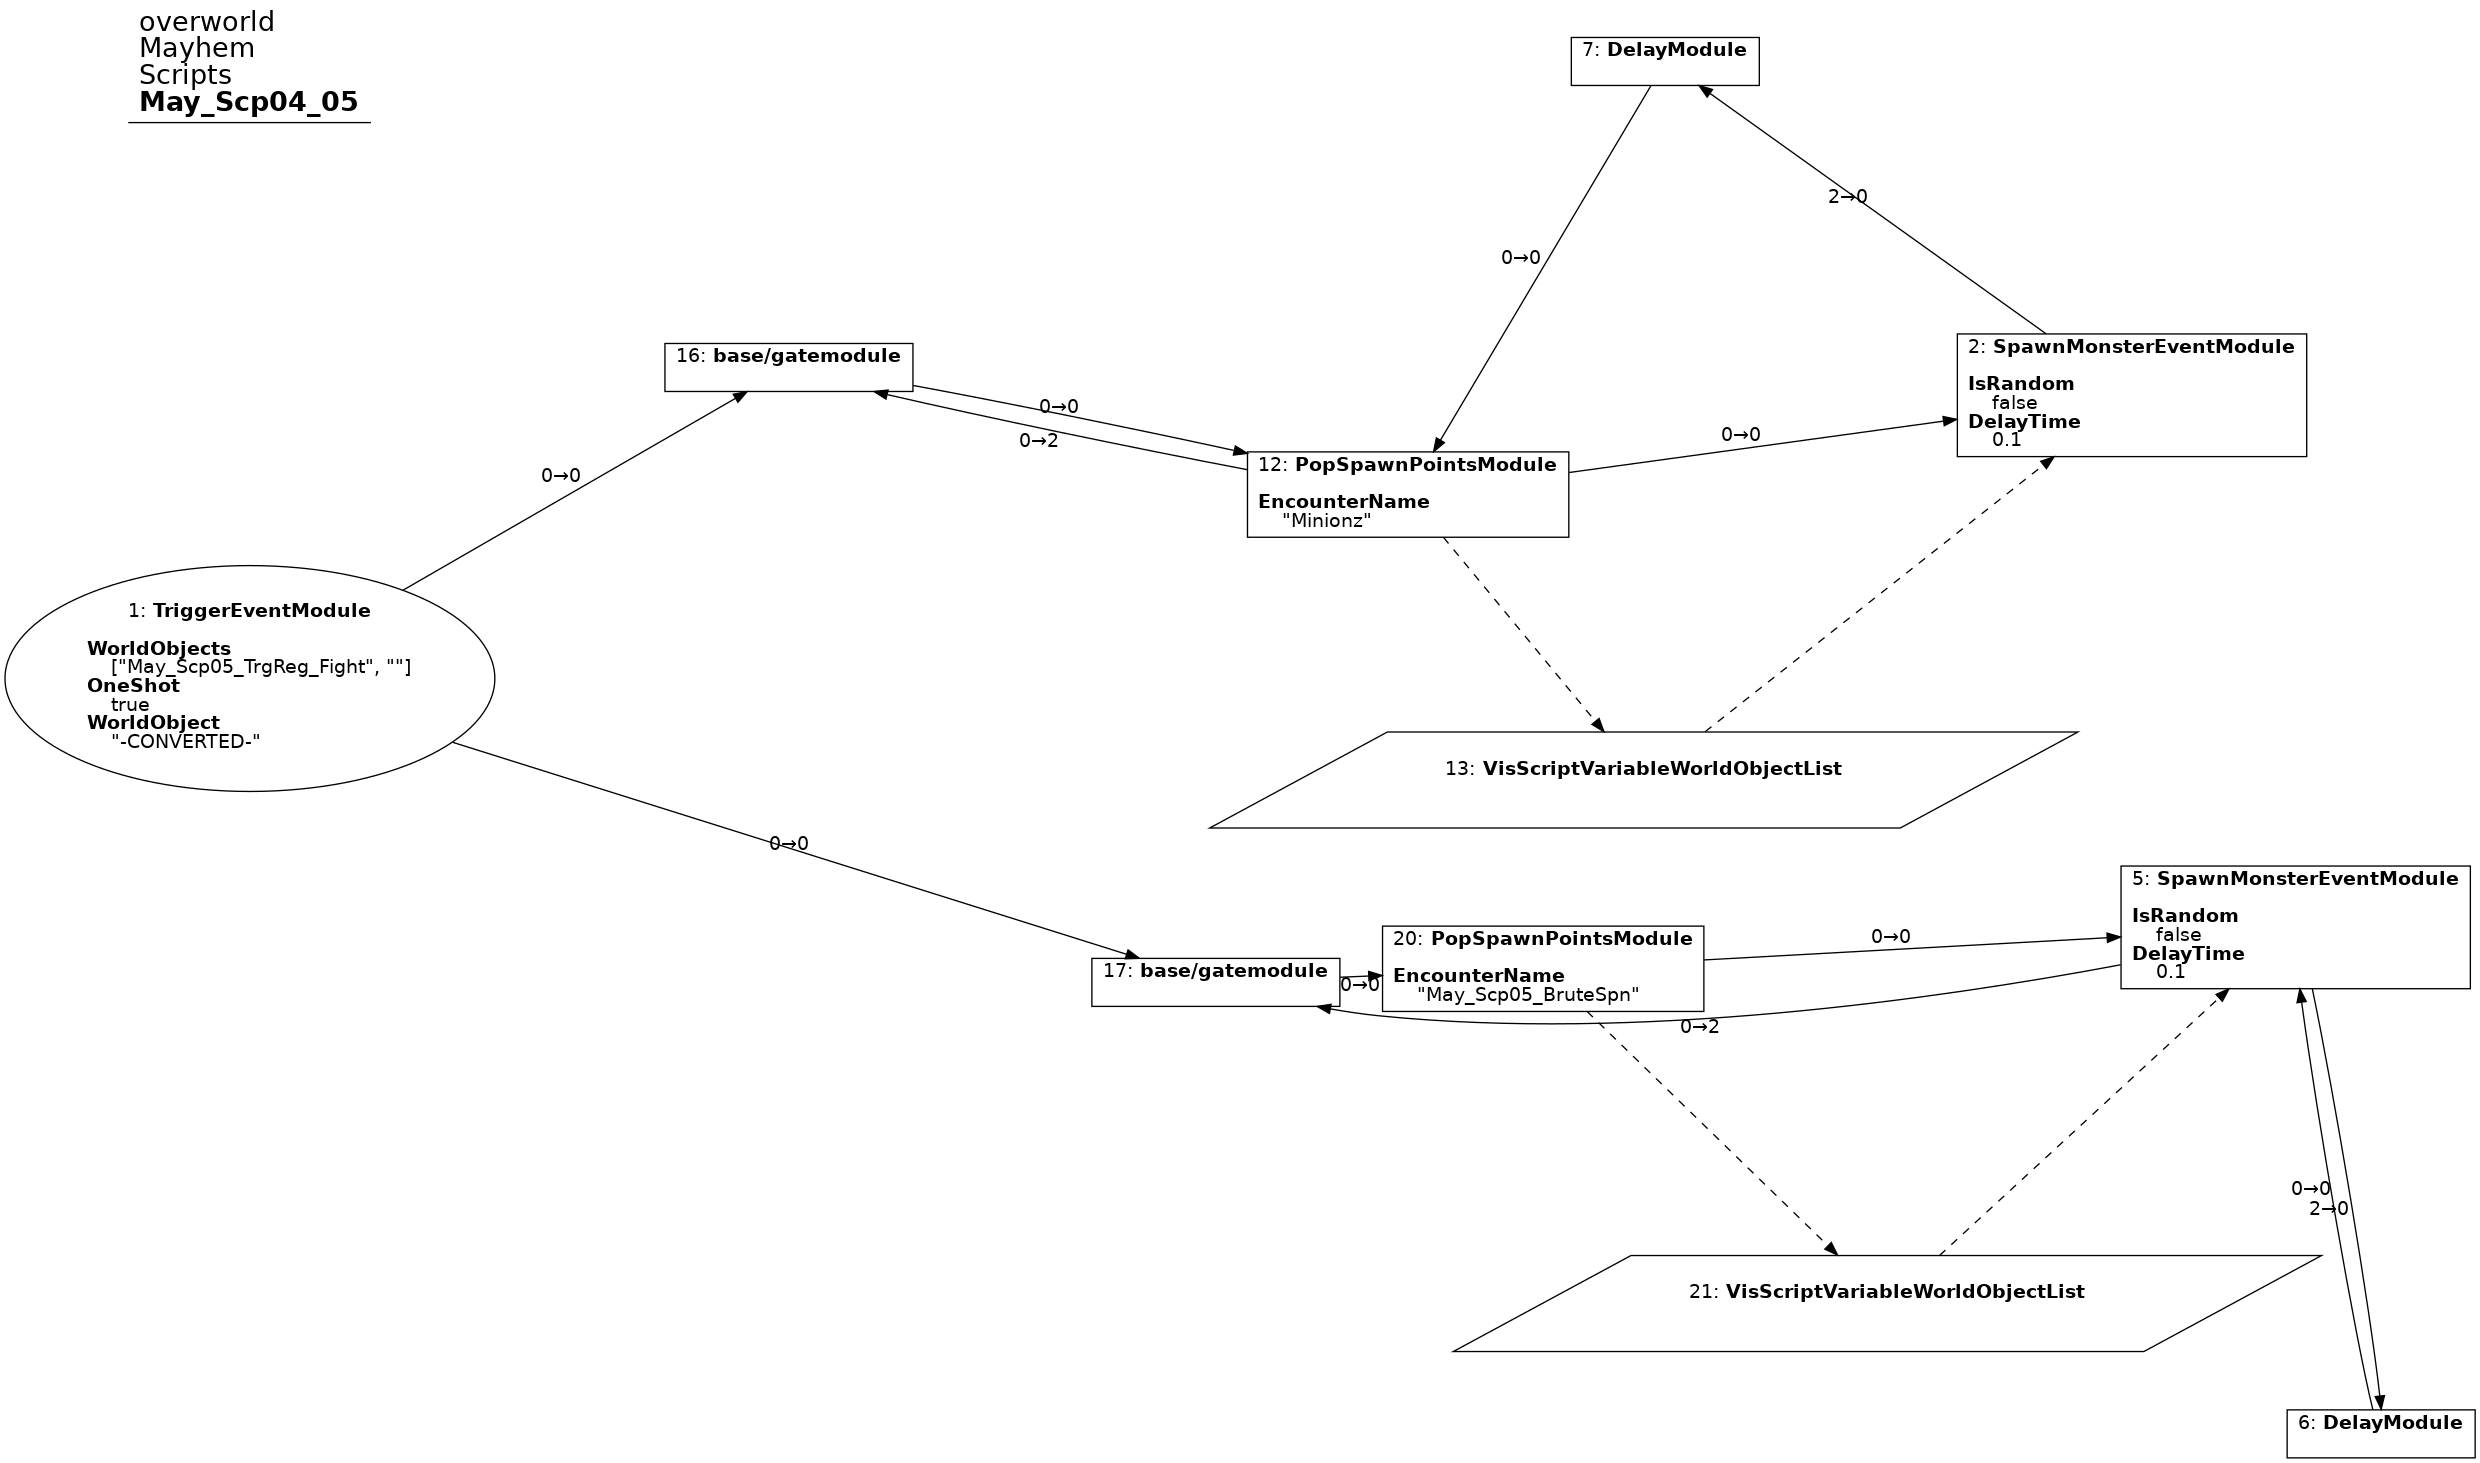 overworld
Mayhem
Scripts
May_Scp04_05
7: DelayModule
2→0
0→0
16: base/gatemodule
2: SpawnMonsterEventModule
IsRandom
false
DelayTime
0.1
0→0
0→2
0→0
12: PopSpawnPointsModule
EncounterName
"Minionz"
0→0
1: TriggerEventModule
WorldObjects
["May_Scp05_TrgReg_Fight", ""]
OneShot
true
WorldObject
"-CONVERTED-"
13: VisScriptVariableWorldObjectList
0→0
5: SpawnMonsterEventModule
IsRandom
false
DelayTime
0.1
20: PopSpawnPointsModule
EncounterName
"May_Scp05_BruteSpn"
0→0
17: base/gatemodule
0→0
0→2
0→0
2→0
21: VisScriptVariableWorldObjectList
6: DelayModule